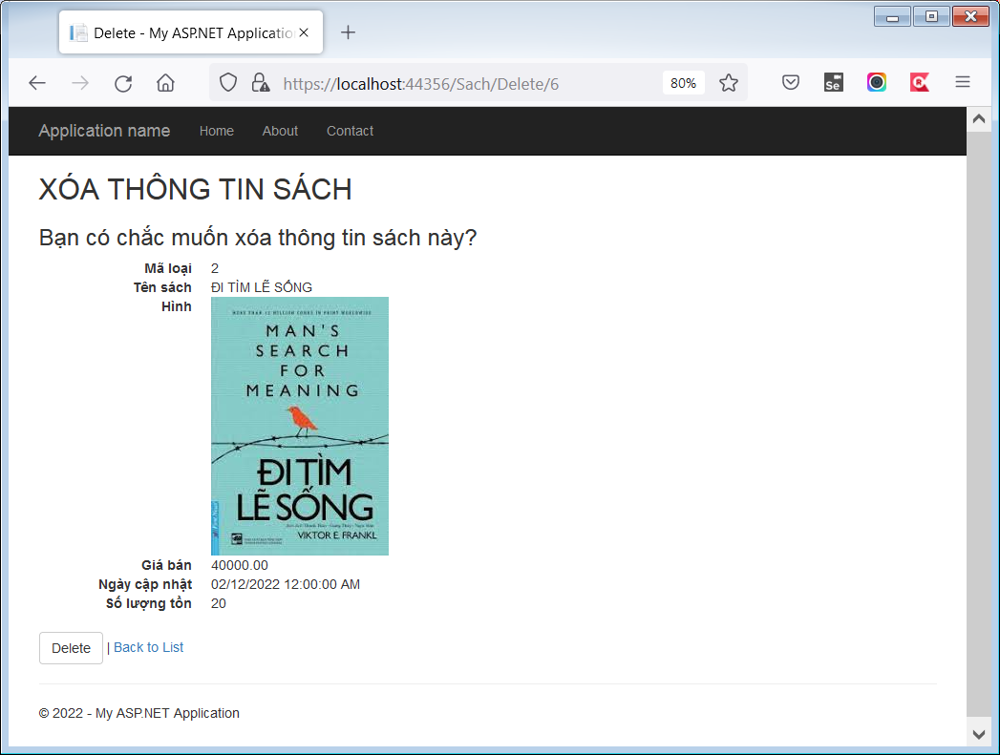 Delete - My ASP.NET Applicatio
https://localhost:44356/Sach/Delete/6
80%
Se
Application name
Home
About
Contact
XÓA THÔNG TIN SÁCH
Bạn có chắc muốn xóa thông tin sách này?
Mã loại 2
Tên sách ĐI TÌM LẼ SỐNG
Hình
MORE THAN 12 MILLION COPIES IN PRINT WORLDWIDE
MAN'S
SEARCH
FOR
MEANING
ĐI TÌM
LẼ SỐNG
VIKTOR E. FRANKL
First News
Giá bán 40000.00
Ngày cập nhật 02/12/2022 12:00:00 AM
Số lượng tồn 20
Delete | Back to List
© 2022 - My ASP.NET Application